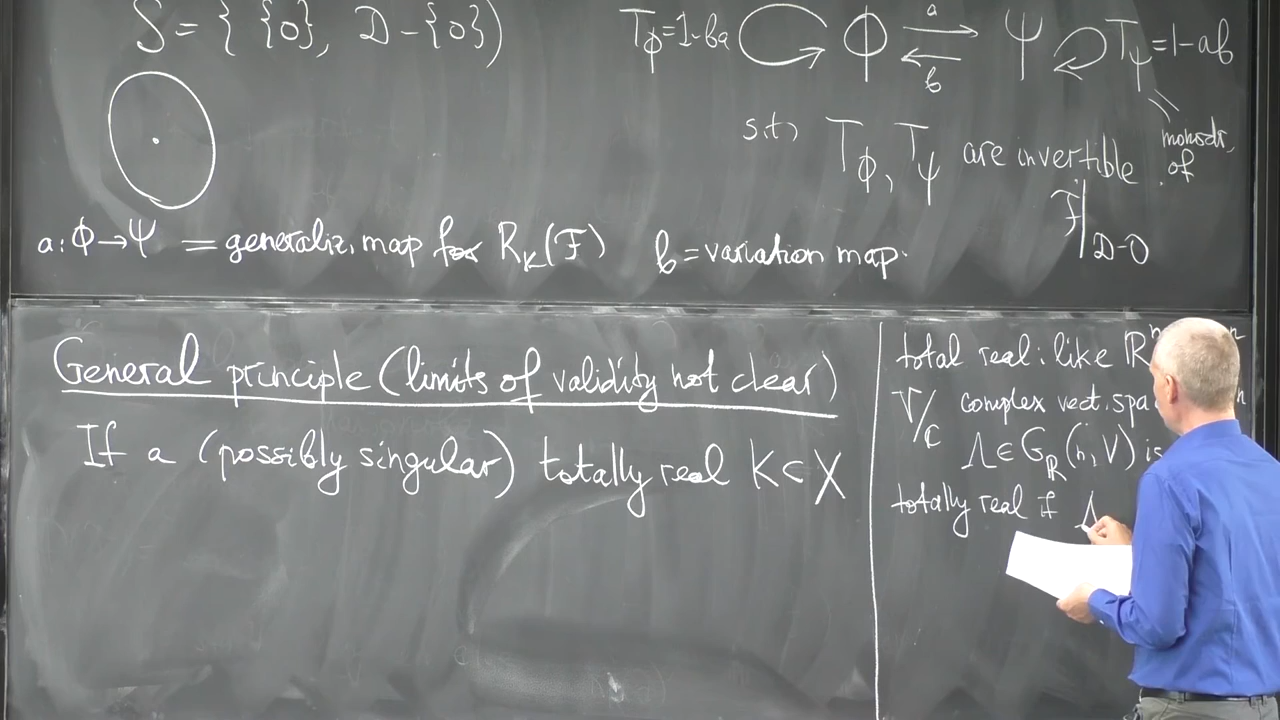 S = { {0}, D-{0})
T_Φ = 1-ba Φ a → ← b Ψ T_Ψ = 1-ab
s.t, T_Φ, T_Ψ are invertible
monodr. of
F|_{D-0}
a: Φ→Ψ = generaliz. map for R_K(F) b = variation map.
General principle (limits of validity not clear)
If a (possibly singular) totally real K⊂X
total real: like ℝ
V/ℂ complex vect. spa
Λ ∈ G_ℝ(n, V) is
totally real if Λ